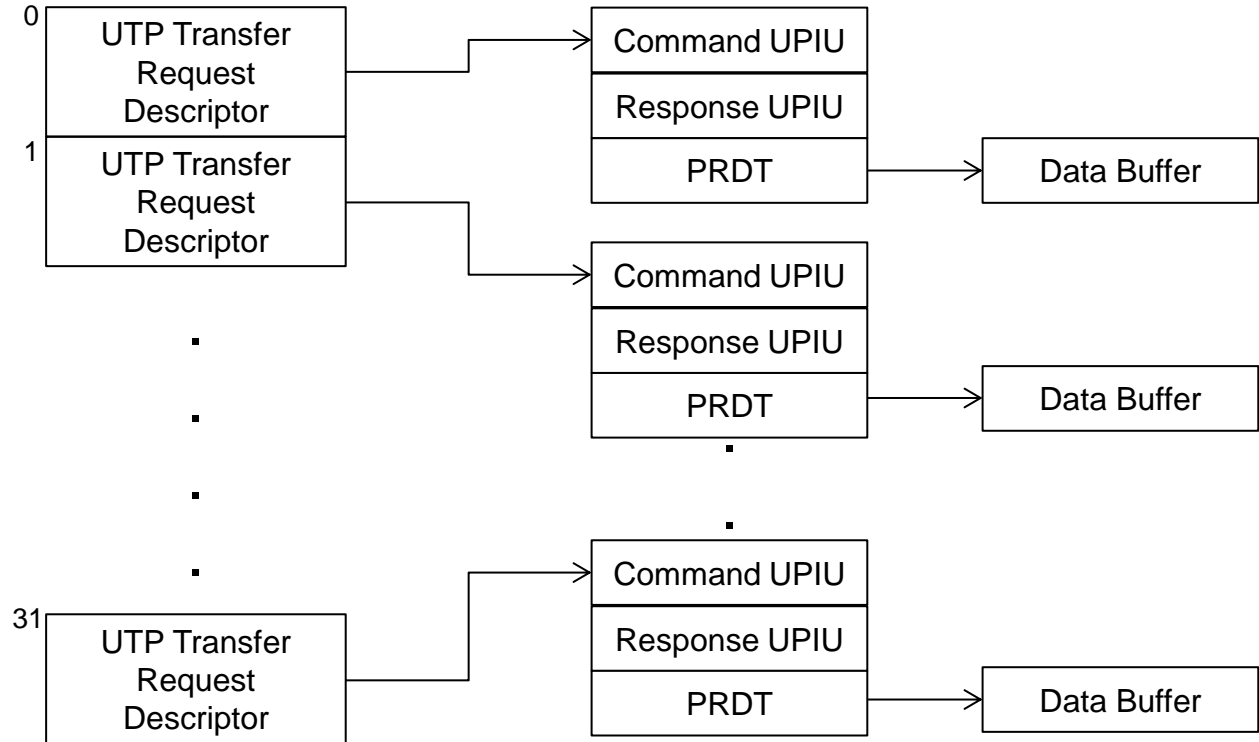 0
UTP Transfer
Request
Descriptor
Command UPIU
Response UPIU
PRDT
Data Buffer
1
UTP Transfer
Request
Descriptor
Command UPIU
Response UPIU
PRDT
Data Buffer
31
UTP Transfer
Request
Descriptor
Command UPIU
Response UPIU
PRDT
Data Buffer